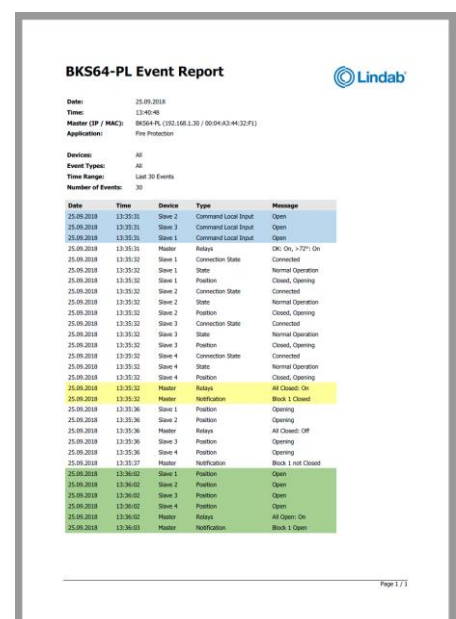 BKS64-PL Event Report
Lindab
Date: 25.09.2018
Time: 13:40:48
Master (IP / MAC): BKS64-PL (192.168.1.30 / 00:04:A3:44:32:F1)
Application: Fire Protection
Devices: All
Event Types: All
Time Range: Last 30 Events
Number of Events: 30
Date Time Device Type Message
25.09.2018 13:35:31 Slave 2 Command Local Input Open
25.09.2018 13:35:31 Slave 3 Command Local Input Open
25.09.2018 13:35:31 Slave 1 Command Local Input Open
25.09.2018 13:35:31 Master Relays OK: On, >72°: On
25.09.2018 13:35:32 Slave 1 Connection State Connected
25.09.2018 13:35:32 Slave 1 State Normal Operation
25.09.2018 13:35:32 Slave 1 Position Closed, Opening
25.09.2018 13:35:32 Slave 2 Connection State Connected
25.09.2018 13:35:32 Slave 2 State Normal Operation
25.09.2018 13:35:32 Slave 2 Position Closed, Opening
25.09.2018 13:35:32 Slave 3 Connection State Connected
25.09.2018 13:35:32 Slave 3 State Normal Operation
25.09.2018 13:35:32 Slave 3 Position Closed, Opening
25.09.2018 13:35:32 Slave 4 Connection State Connected
25.09.2018 13:35:32 Slave 4 State Normal Operation
25.09.2018 13:35:32 Slave 4 Position Closed, Opening
25.09.2018 13:35:32 Master Relays All Closed: On
25.09.2018 13:35:32 Master Notification Block 1 Closed
25.09.2018 13:35:36 Slave 1 Position Opening
25.09.2018 13:35:36 Slave 2 Position Opening
25.09.2018 13:35:36 Master Relays All Closed: Off
25.09.2018 13:35:36 Slave 3 Position Opening
25.09.2018 13:35:36 Slave 4 Position Opening
25.09.2018 13:35:37 Master Notification Block 1 not Closed
25.09.2018 13:36:02 Slave 1 Position Open
25.09.2018 13:36:02 Slave 2 Position Open
25.09.2018 13:36:02 Slave 3 Position Open
25.09.2018 13:36:02 Slave 4 Position Open
25.09.2018 13:36:02 Master Relays All Open: On
25.09.2018 13:36:03 Master Notification Block 1 Open
Page 1 / 1